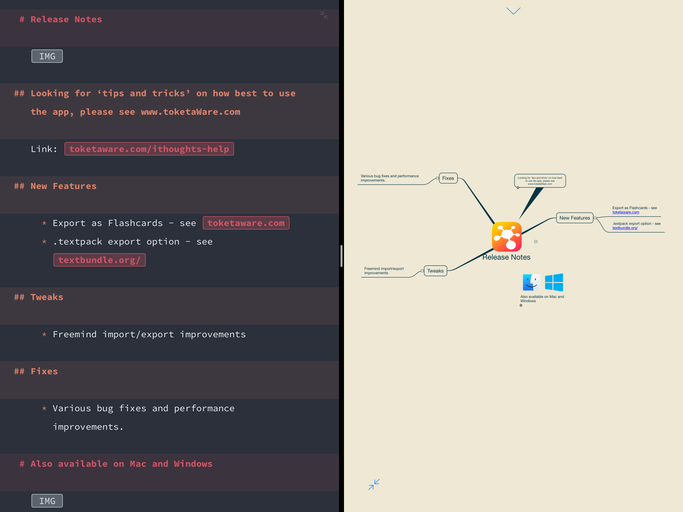 # Release Notes
IMG
## Looking for ‘tips and tricks’ on how best to use
the app, please see www.toketaWare.com
Link: toketaware.com/ithoughts-help
## New Features
* Export as Flashcards - see toketaware.com
* .textpack export option - see
textbundle.org/
## Tweaks
* Freemind import/export improvements
## Fixes
* Various bug fixes and performance
improvements.
# Also available on Mac and Windows
IMG
Various bug fixes and performance
improvements.
Fixes
Looking for ‘tips and tricks’ on how best
to use the app, please see
www.toketaWare.com
New Features
Export as Flashcards - see
toketaware.com
.textpack export option - see
textbundle.org/
Release Notes
Freemind import/export
improvements
Tweaks
Also available on Mac and
Windows